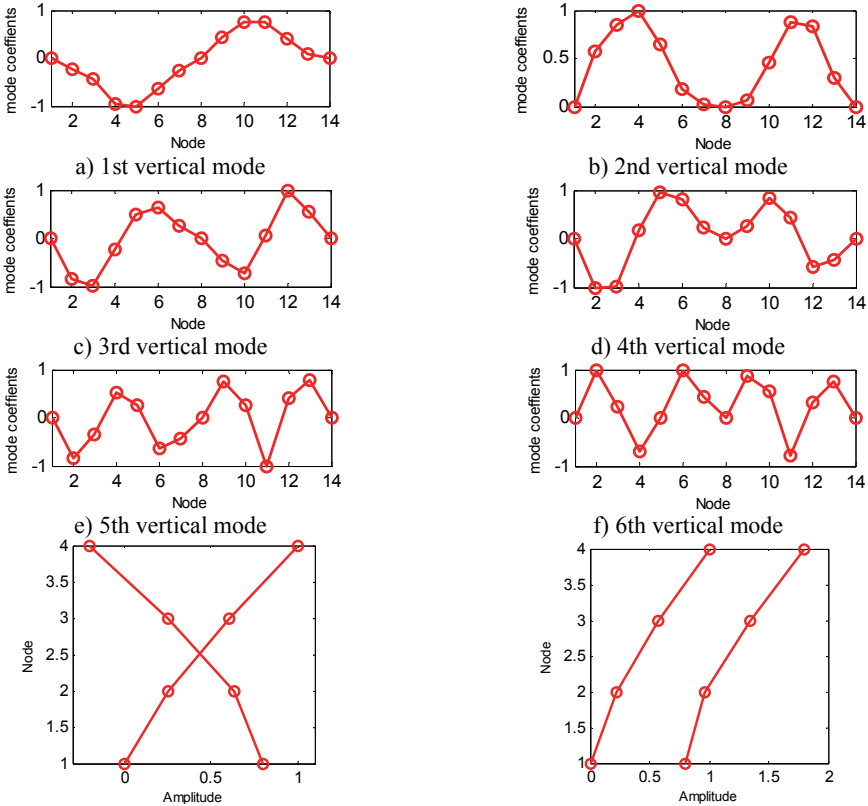 mode coeffients
1
0
-1
2 4 6 8 10 12 14
Node
a) 1st vertical mode
mode coefficients
1
0.5
0
2 4 6 8 10 12 14
Node
b) 2nd vertical mode
mode coeffients
1
0
-1
2 4 6 8 10 12 14
Node
c) 3rd vertical mode
mode coefficients
1
0
-1
2 4 6 8 10 12 14
Node
d) 4th vertical mode
mode coeffients
1
0
-1
2 4 6 8 10 12 14
Node
e) 5th vertical mode
mode coefficients
1
0
-1
2 4 6 8 10 12 14
Node
f) 6th vertical mode
Node
4
3.5
3
2.5
2
1.5
1
0 0.5 1
Amplitude
Node
4
3.5
3
2.5
2
1.5
1
0 0.5 1 1.5 2
Amplitude